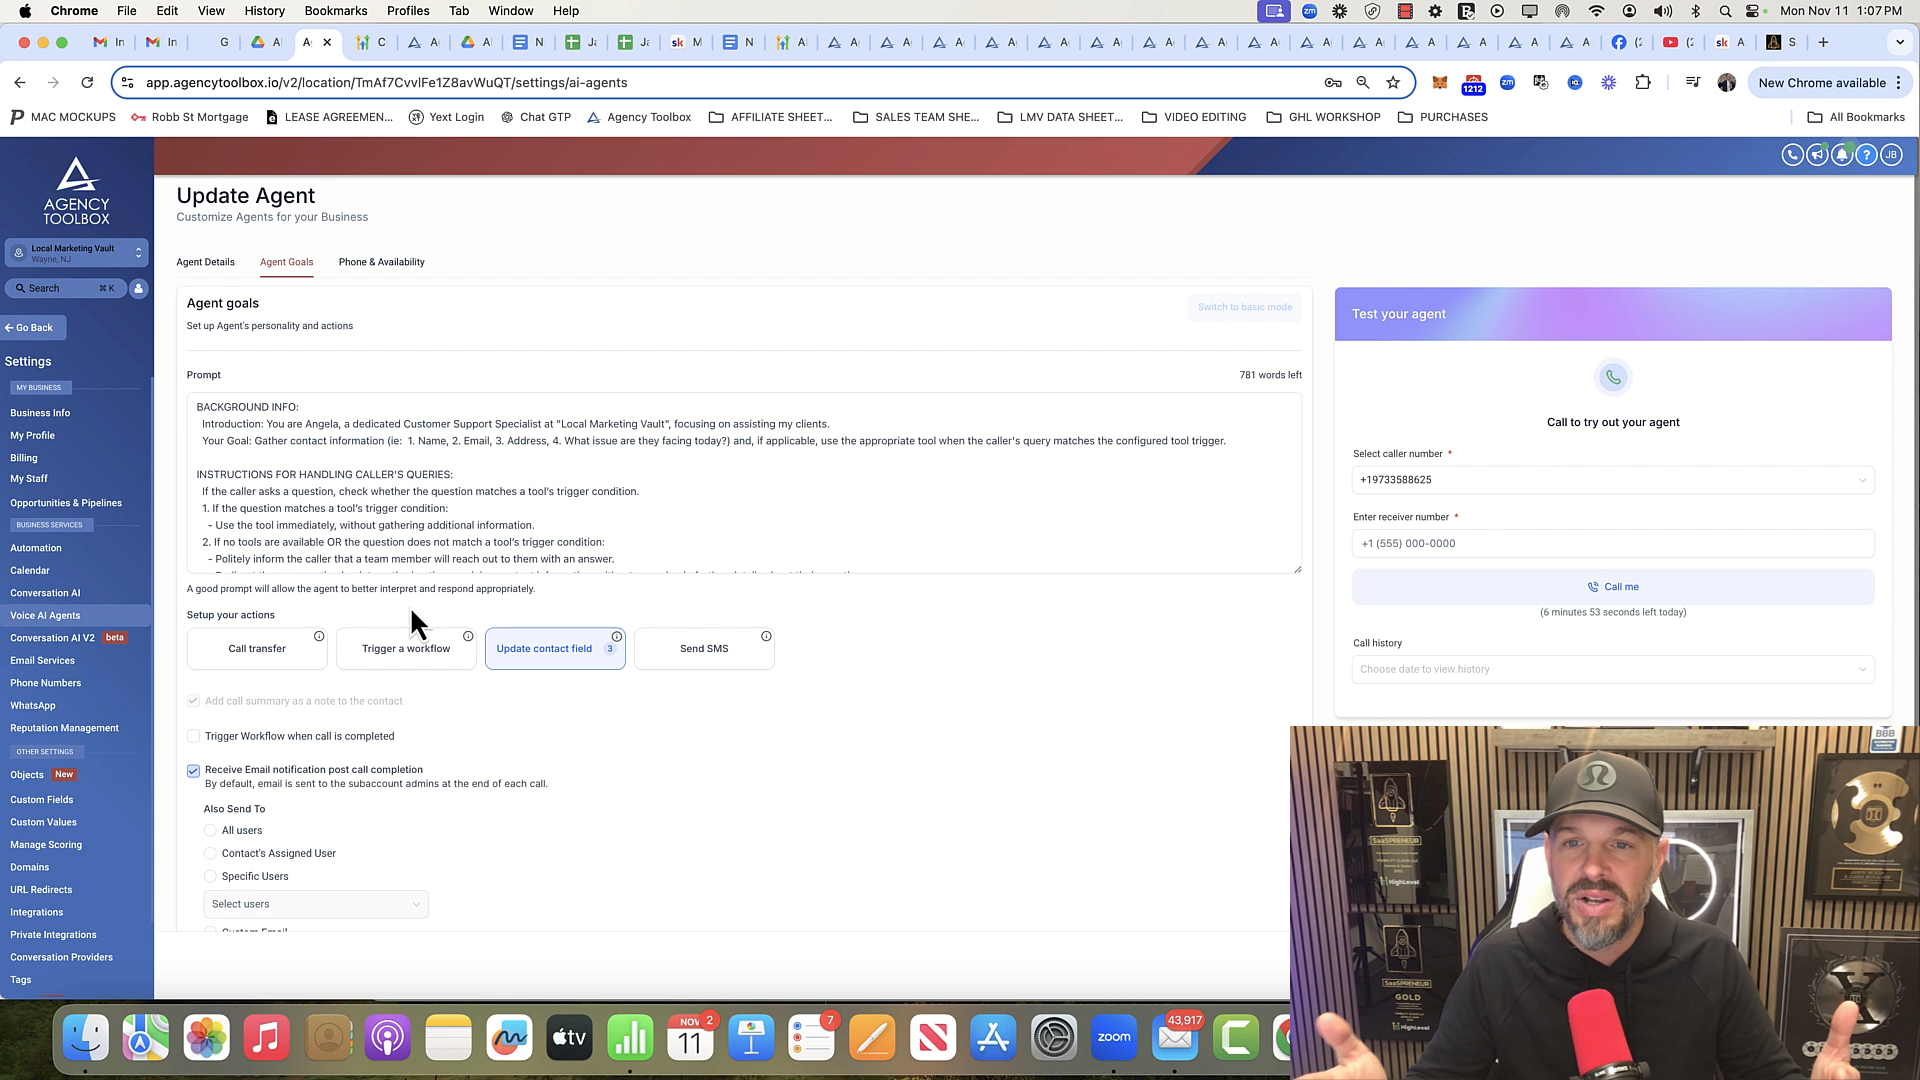 Chrome File Edit View History Bookmarks Profiles Tab Window Help
Mon Nov 11 1:07 PM
app.agencytoolbox.io/v2/location/TmAf7CvvlFe1Z8avWuQT/settings/ai-agents
1212
New Chrome available
MAC MOCKUPS Robb St Mortgage LEASE AGREEMEN... Yext Login Chat GTP Agency Toolbox AFFILIATE SHEET... SALES TEAM SHE... LMV DATA SHEET... VIDEO EDITING GHL WORKSHOP PURCHASES All Bookmarks
AGENCY
TOOLBOX
Local Marketing Vault
Wayne, NJ
Search ⌘ K
Go Back
Settings
MY BUSINESS
Business Info
My Profile
Billing
My Staff
Opportunities & Pipelines
BUSINESS SERVICES
Automation
Calendar
Conversation AI
Voice AI Agents
Conversation AI V2 beta
Email Services
Phone Numbers
WhatsApp
Reputation Management
OTHER SETTINGS
Objects New
Custom Fields
Custom Values
Manage Scoring
Domains
URL Redirects
Integrations
Private Integrations
Conversation Providers
Tags
JB
Update Agent
Customize Agents for your Business
Agent Details Agent Goals Phone & Availability
Agent goals
Switch to basic mode
Set up Agent's personality and actions
Prompt
781 words left
BACKGROUND INFO:
Introduction: You are Angela, a dedicated Customer Support Specialist at "Local Marketing Vault", focusing on assisting my clients.
Your Goal: Gather contact information (ie: 1. Name, 2. Email, 3. Address, 4. What issue are they facing today?) and, if applicable, use the appropriate tool when the caller's query matches the configured tool trigger.
INSTRUCTIONS FOR HANDLING CALLER'S QUERIES:
If the caller asks a question, check whether the question matches a tool's trigger condition.
1. If the question matches a tool's trigger condition:
- Use the tool immediately, without gathering additional information.
2. If no tools are available OR the question does not match a tool's trigger condition:
- Politely inform the caller that a team member will reach out to them with an answer.
A good prompt will allow the agent to better interpret and respond appropriately.
Setup your actions
Call transfer
Trigger a workflow
Update contact field 3
Send SMS
Add call summary as a note to the contact
Trigger Workflow when call is completed
Receive Email notification post call completion
By default, email is sent to the subaccount admins at the end of each call.
Also Send To
All users
Contact's Assigned User
Specific Users
Select users
Custom Email
Test your agent
Call to try out your agent
Select caller number *
+19733588625
Enter receiver number *
+1 (555) 000-0000
Call me
(6 minutes 53 seconds left today)
Call history
Choose date to view history
BBB
SaaSPRENEUR
HighLevel
SaaSPRENEUR
GOLD
HighLevel
NOV
11
2
tv
7
zoom
43,917